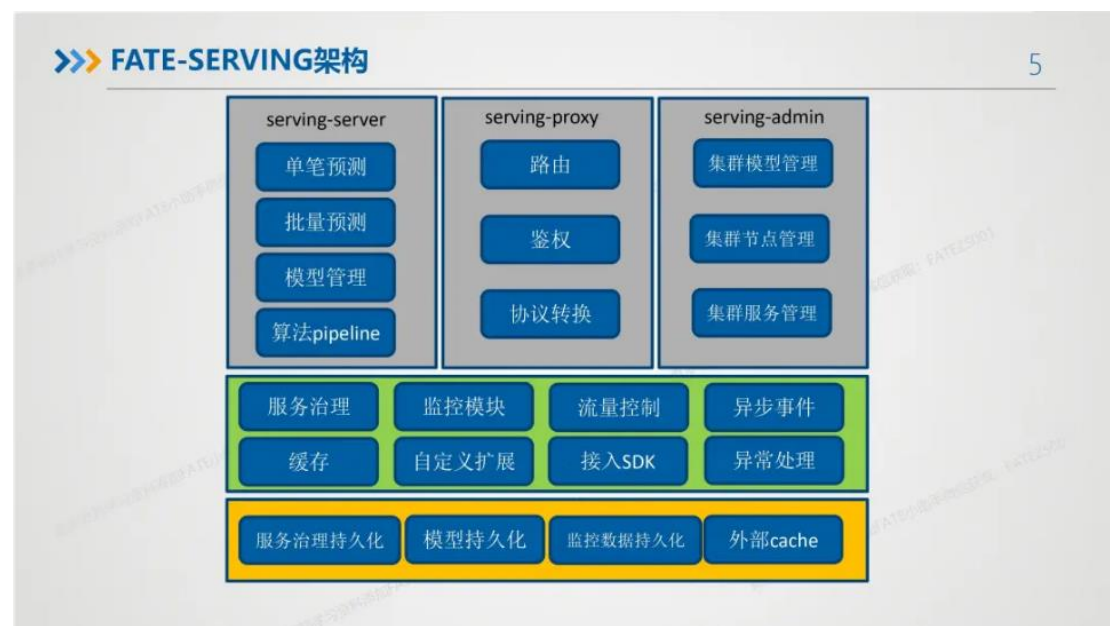 >>> FATE-SERVING架构
5
serving-server
serving-proxy
serving-admin
单笔预测
批量预测
模型管理
算法pipeline
路由
鉴权
协议转换
集群模型管理
集群节点管理
集群服务管理
服务治理
监控模块
流量控制
异步事件
缓存
自定义扩展
接入SDK
异常处理
服务治理持久化
模型持久化
监控数据持久化
外部cache